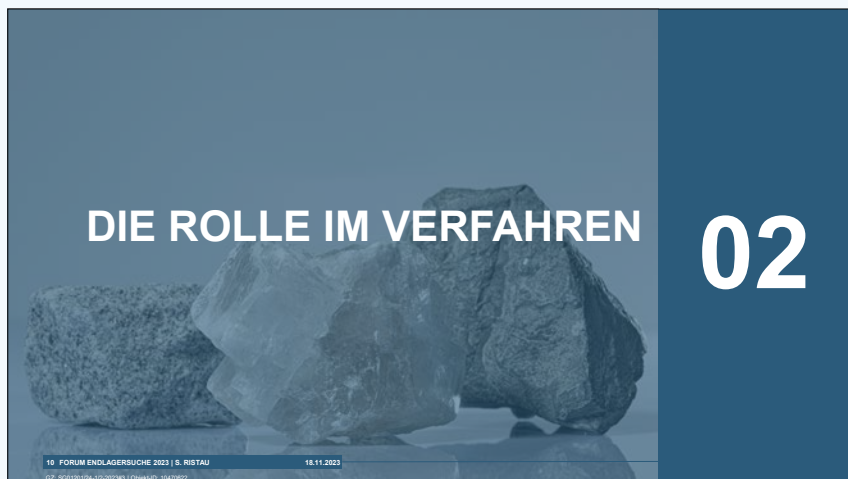 DIE ROLLE IM VERFAHREN
02
10 FORUM ENDLAGERSUCHE 2023 | S. RISTAU 18.11.2023